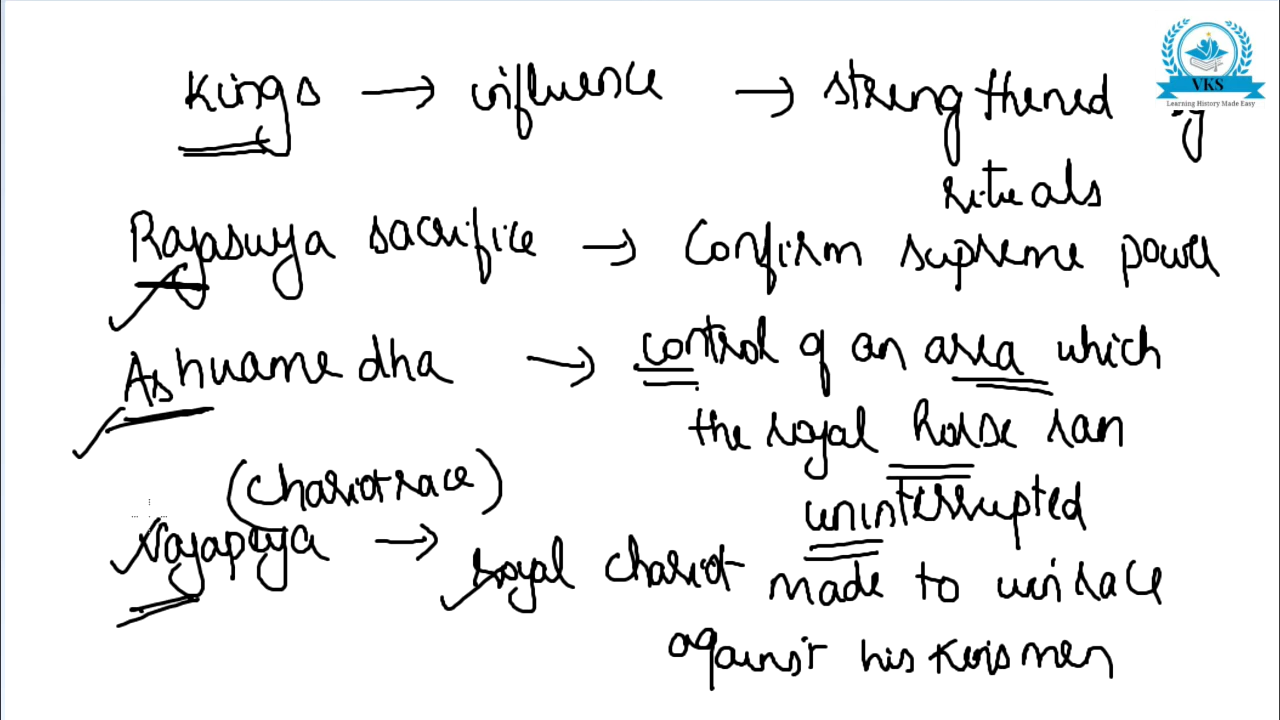 VKS
Learning History Made Easy
Kings → influence → strengthened by
rituals
Rajasuya sacrifice → Confirm supreme power
Ashvamedha → control of an area which
the royal horse ran
uninterrupted
(Chariot race)
Vajapeya → royal chariot made to win race
against his Kinsmen